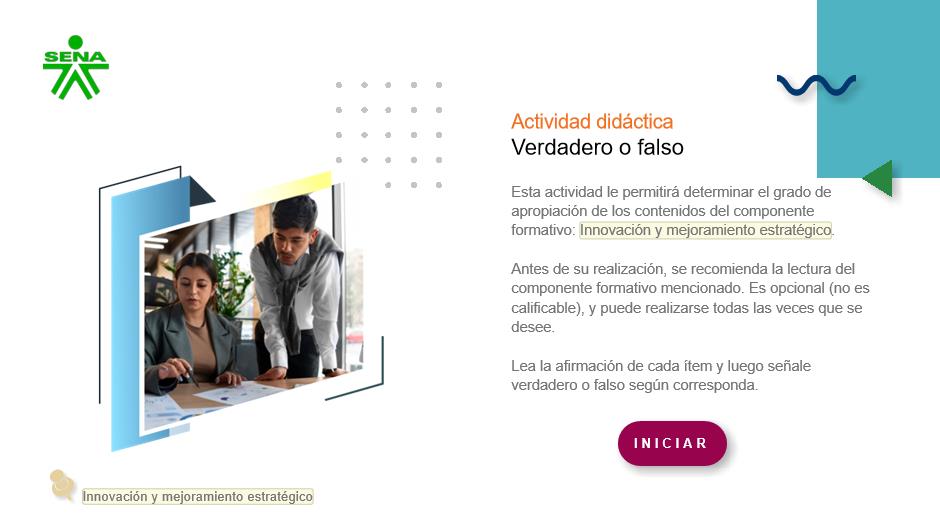 SENA
Actividad didáctica
Verdadero o falso
Esta actividad le permitirá determinar el grado de
apropiación de los contenidos del componente
formativo: Innovación y mejoramiento estratégico.
Antes de su realización, se recomienda la lectura del
componente formativo mencionado. Es opcional (no es
calificable), y puede realizarse todas las veces que se
desee.
Lea la afirmación de cada ítem y luego señale
verdadero o falso según corresponda.
INICIAR
Innovación y mejoramiento estratégico